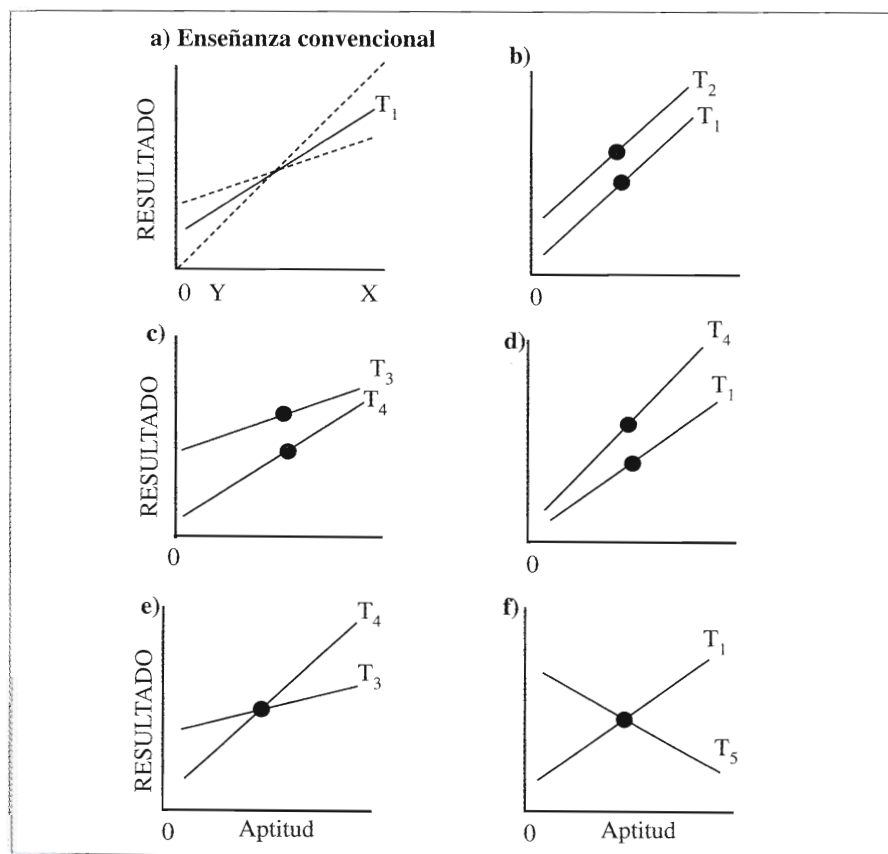 a) Enseñanza convencional
RESULTADO
T1
0 Y X
b)
T2
T1
0
c)
RESULTADO
T3
T4
0
d)
T4
T1
0
e)
RESULTADO
T4
T3
0 Aptitud
f)
T1
T5
0 Aptitud